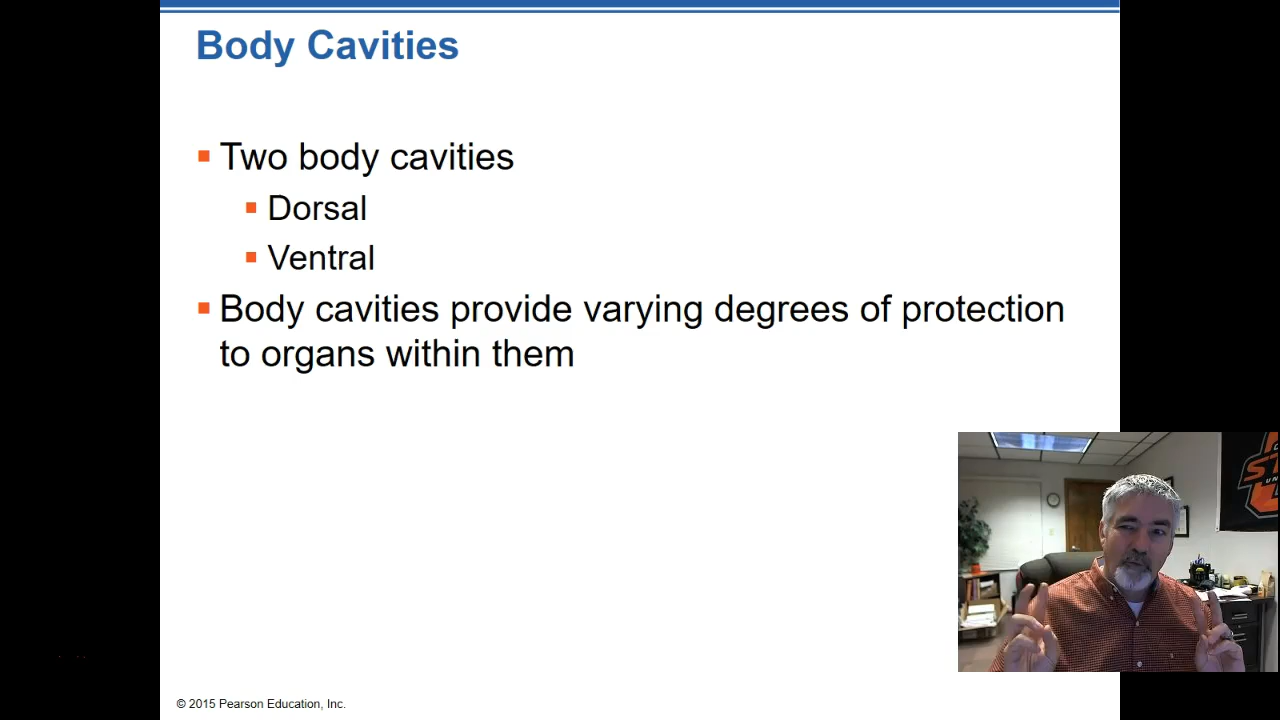 Body Cavities
Two body cavities
Dorsal
Ventral
Body cavities provide varying degrees of protection
to organs within them
© 2015 Pearson Education, Inc.